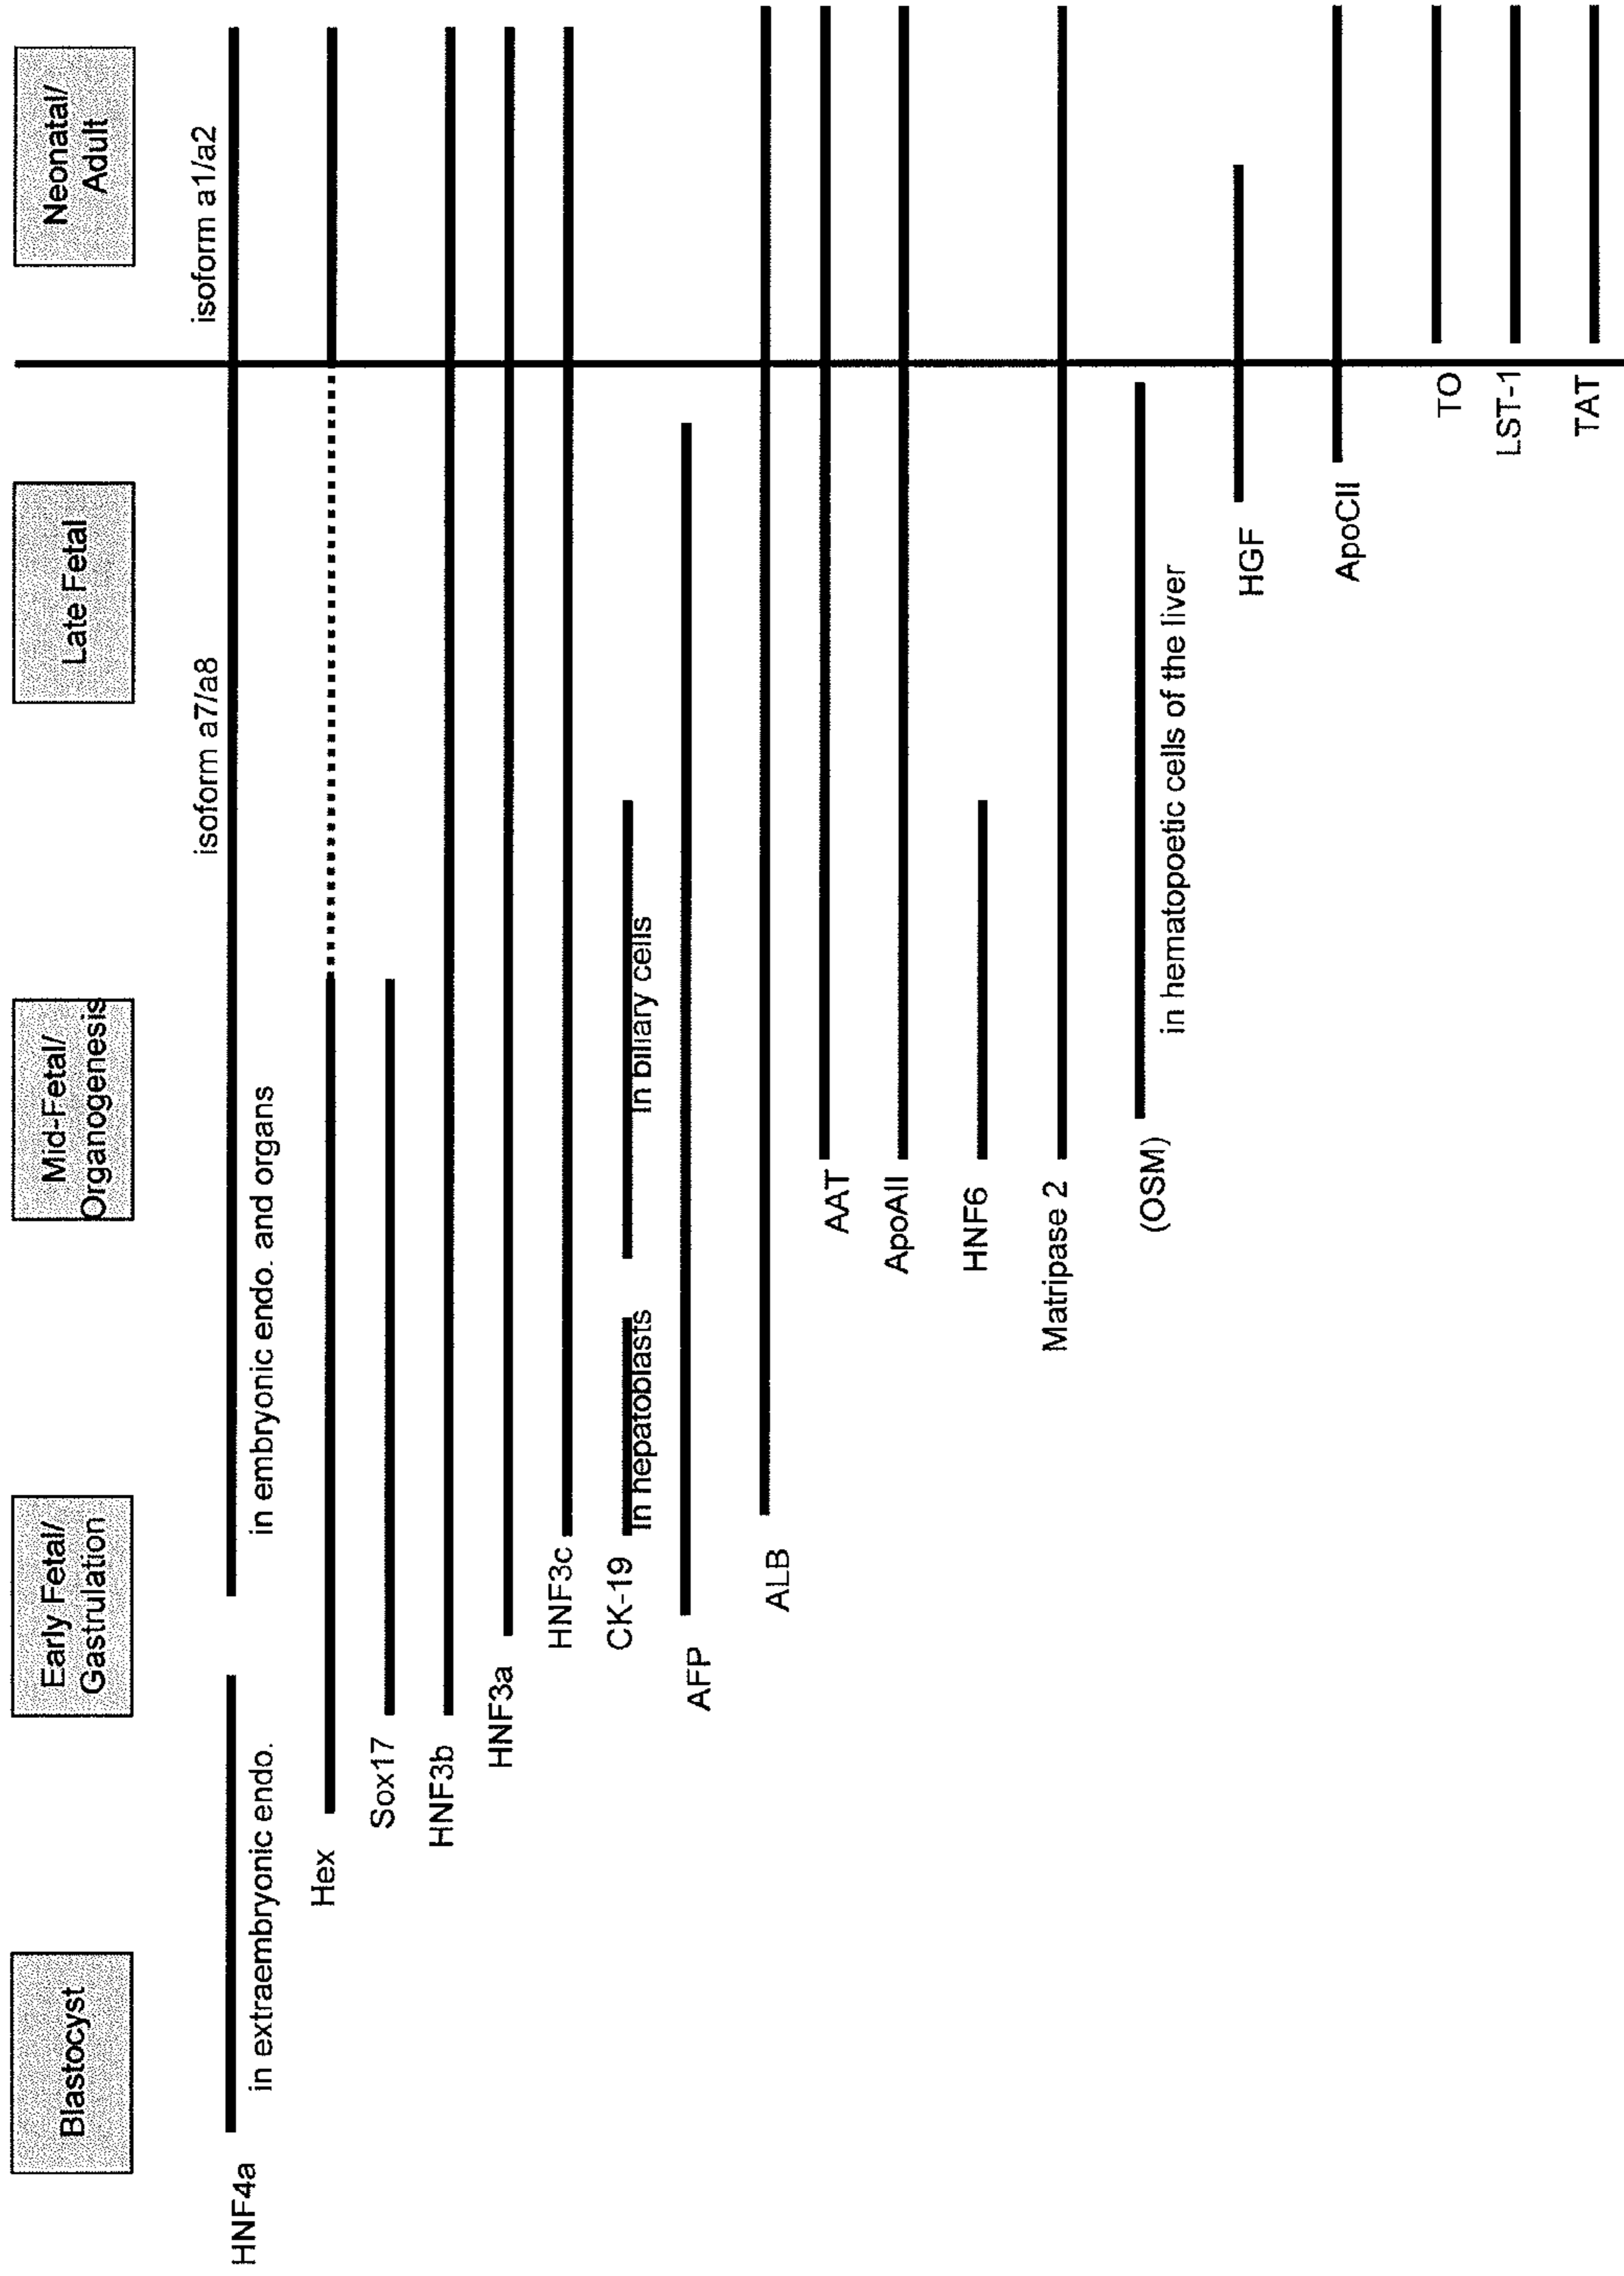 Blastocyst
Early Fetal/
Gastrulation
Mid-Fetal/
Organogenesis
Late Fetal
Neonatal/
Adult
isoform a7/a8
isoform a1/a2
HNF4a
in extraembryonic endo.
in embryonic endo. and organs
Hex
Sox17
HNF3b
HNF3a
HNF3c
CK-19
In hepatoblasts
In biliary cells
AFP
ALB
AAT
ApoAII
HNF6
Matripase 2
(OSM)
in hematopoetic cells of the liver
HGF
ApoCII
TO
LST-1
TAT